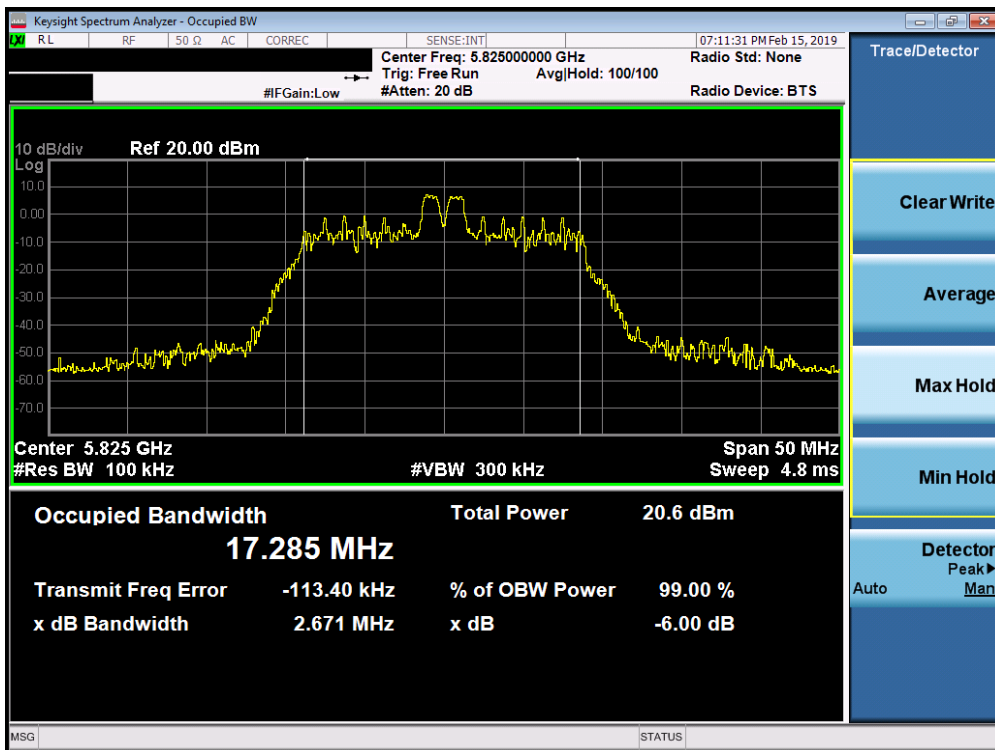 Keysight Spectrum Analyzer - Occupied BW
LXI RL RF 50 Ω AC CORREC SENSE:INT 07:11:31 PM Feb 15, 2019
Center Freq: 5.825000000 GHz Radio Std: None
Trig: Free Run Avg|Hold: 100/100
#IFGain:Low #Atten: 20 dB Radio Device: BTS
10 dB/div Ref 20.00 dBm
Log
10.0
0.00
-10.0
-20.0
-30.0
-40.0
-50.0
-60.0
-70.0
Center 5.825 GHz Span 50 MHz
#Res BW 100 kHz #VBW 300 kHz Sweep 4.8 ms
Occupied Bandwidth Total Power 20.6 dBm
17.285 MHz
Transmit Freq Error -113.40 kHz % of OBW Power 99.00 %
x dB Bandwidth 2.671 MHz x dB -6.00 dB
MSG STATUS
Trace/Detector
Clear Write
Average
Max Hold
Min Hold
Detector
Peak▶
Auto Man